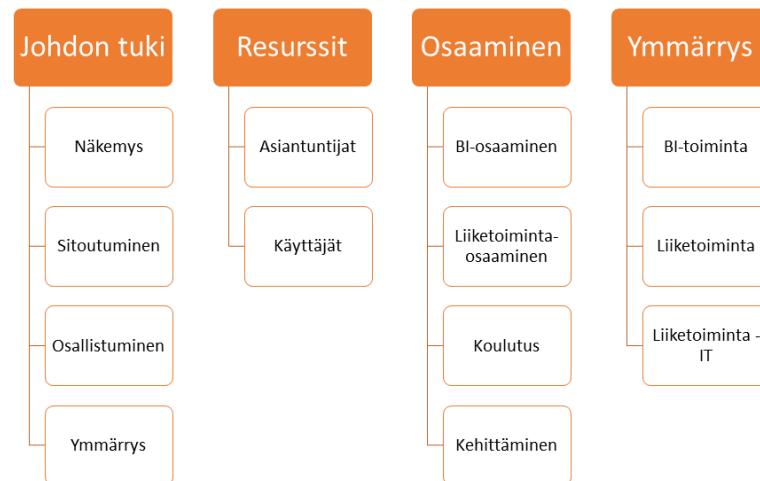 Johdon tuki
Näkemys
Sitoutuminen
Osallistuminen
Ymmärrys
Resurssit
Asiantuntijat
Käyttäjät
Osaaminen
BI-osaaminen
Liiketoiminta-
osaaminen
Koulutus
Kehittäminen
Ymmärrys
BI-toiminta
Liiketoiminta
Liiketoiminta -
IT